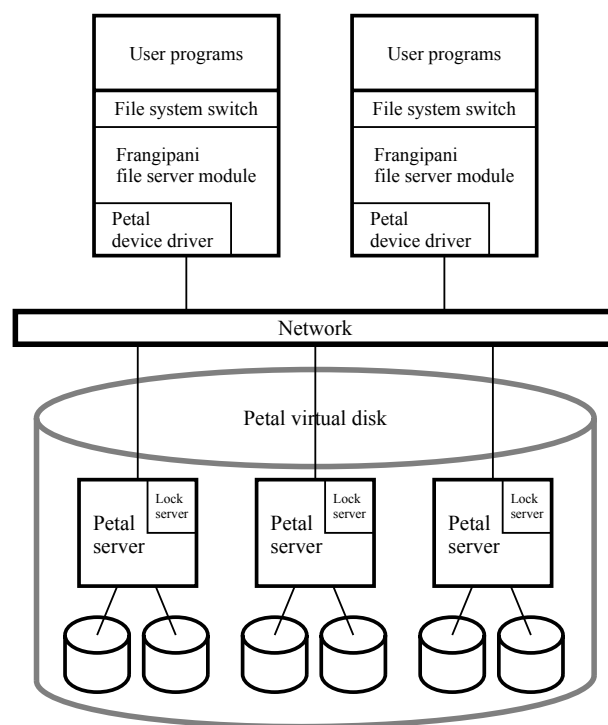 User programs
User programs
File system switch
File system switch
Frangipani
file server module
Frangipani
file server module
Petal
device driver
Petal
device driver
Network
Petal virtual disk
Petal
server
Lock
server
Petal
server
Lock
server
Petal
server
Lock
server